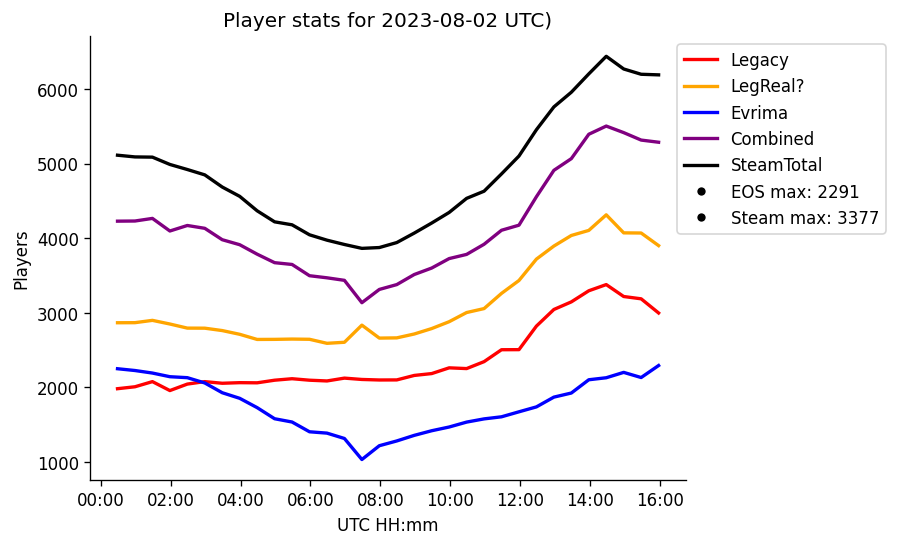 Player stats for 2023-08-02 UTC)
Players
6000
5000
4000
3000
2000
1000
00:00 02:00 04:00 06:00 08:00 10:00 12:00 14:00 16:00
UTC HH:mm
Legacy
LegReal?
Evrima
Combined
SteamTotal
EOS max: 2291
Steam max: 3377